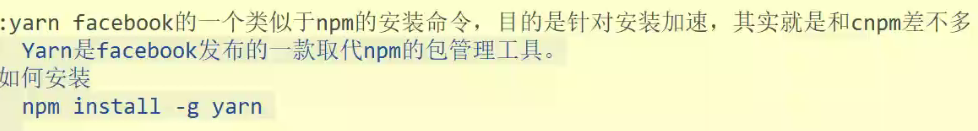 :yarn facebook的一个类似于npm的安装命令，目的是针对安装加速，其实就是和cnpm差不多
Yarn是facebook发布的一款取代npm的包管理工具。
如何安装
npm install -g yarn